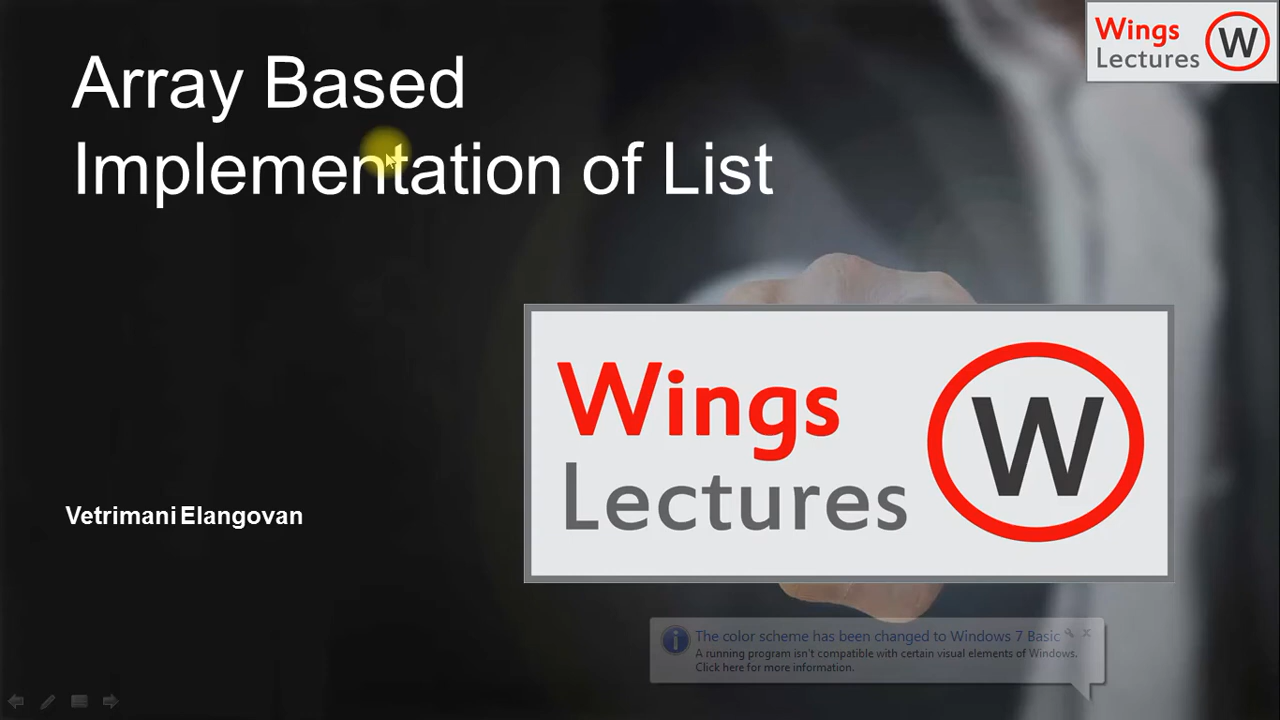 Array Based
Implementation of List
Wings
Lectures
W
Wings
Lectures
W
Vetrimani Elangovan
The color scheme has been changed to Windows 7 Basic
A running program isn't compatible with certain visual elements of Windows.
Click here for more information.